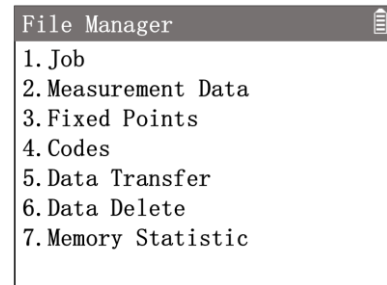 File Manager
1. Job
2. Measurement Data
3. Fixed Points
4. Codes
5. Data Transfer
6. Data Delete
7. Memory Statistic